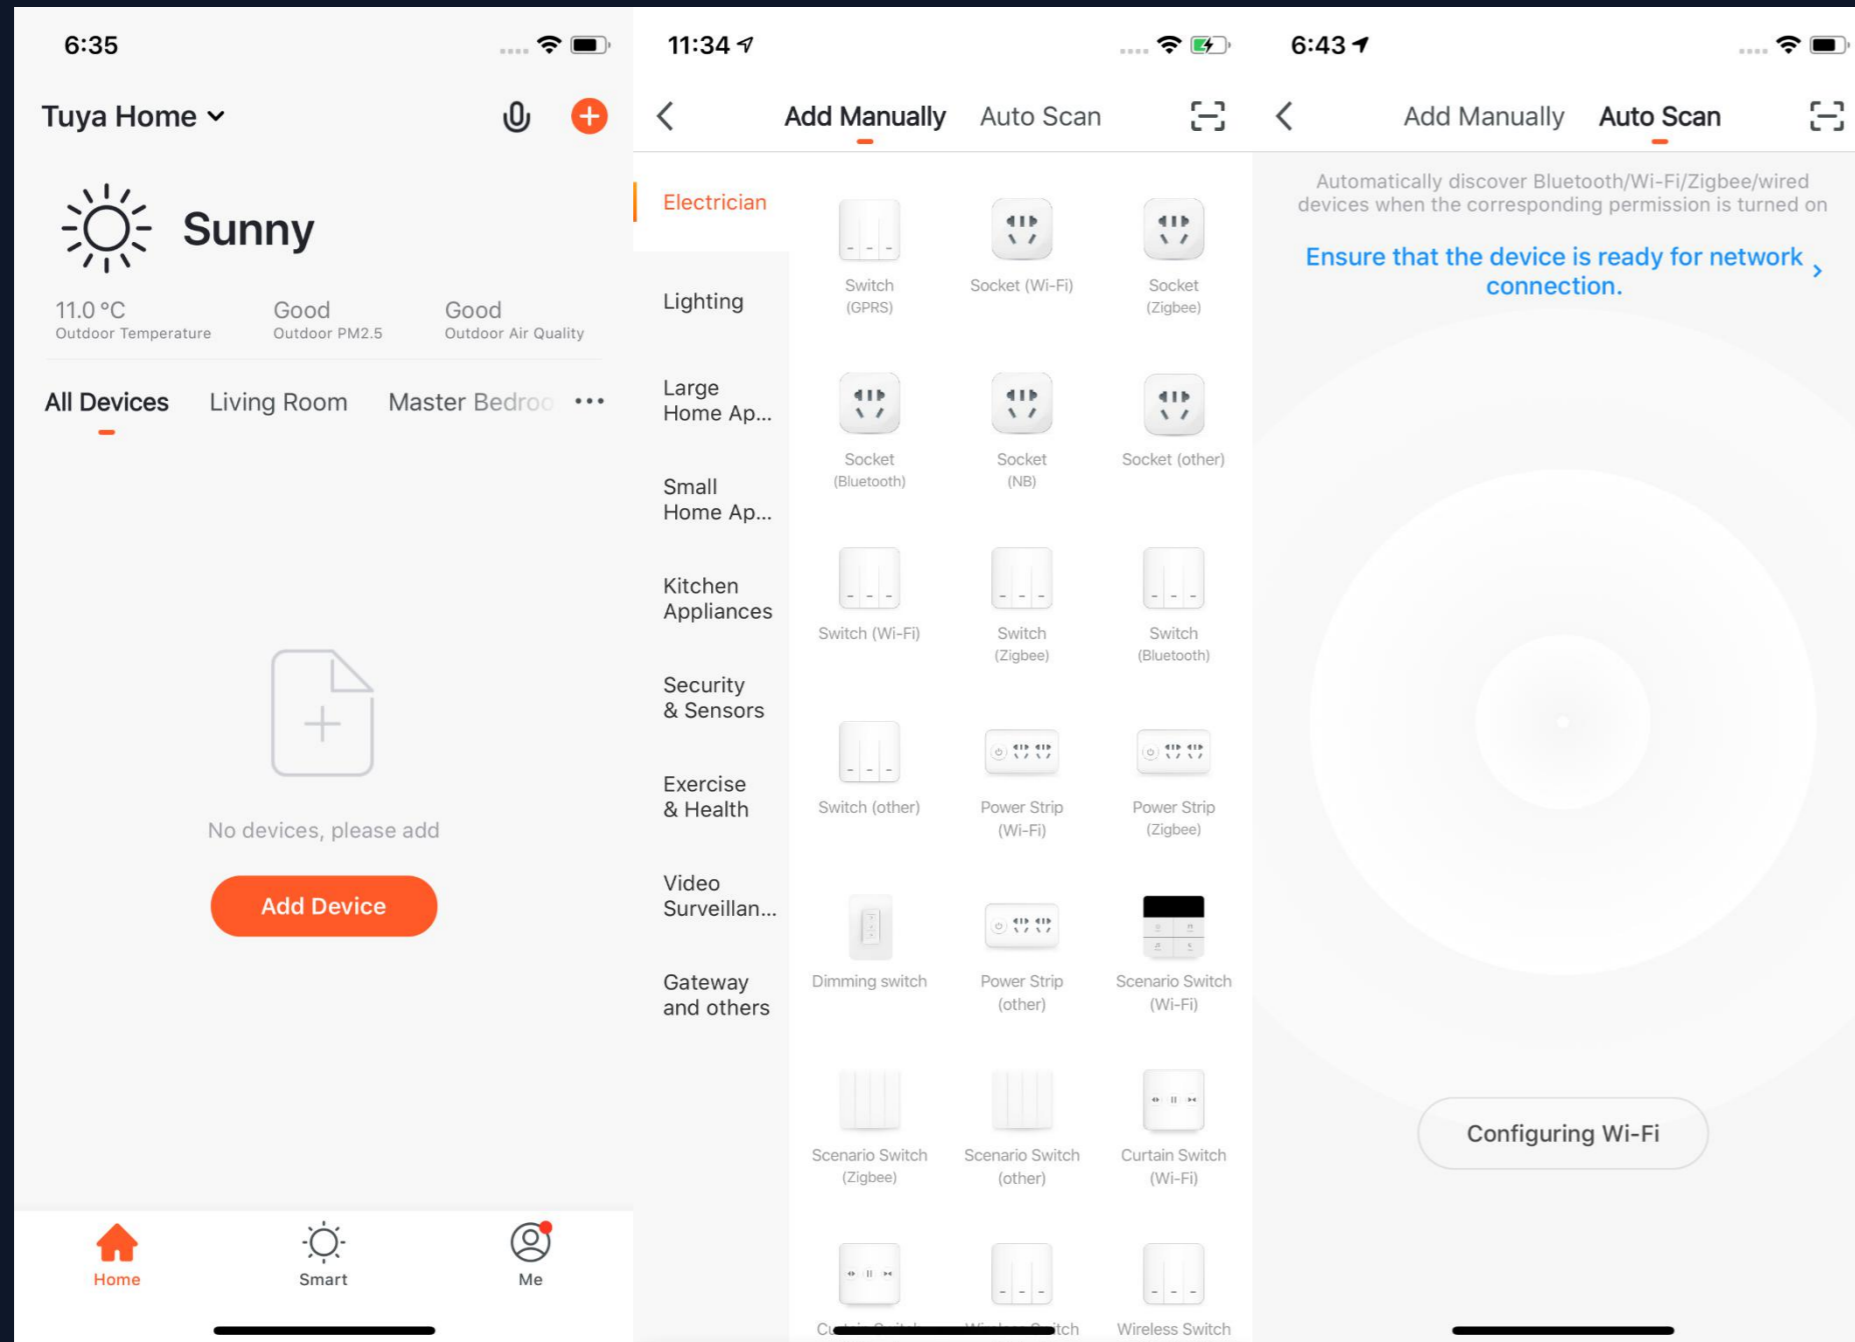 6:35
Tuya Home
Sunny
11.0 °C
Outdoor Temperature
Good
Outdoor PM2.5
Good
Outdoor Air Quality
All Devices
Living Room
Master Bedroo
No devices, please add
Add Device
Home
Smart
Me
11:34
Add Manually
Auto Scan
Electrician
Lighting
Large
Home Ap...
Small
Home Ap...
Kitchen
Appliances
Security
& Sensors
Exercise
& Health
Video
Surveillan...
Gateway
and others
Switch
(GPRS)
Socket (Wi-Fi)
Socket
(Zigbee)
Socket
(Bluetooth)
Socket
(NB)
Socket (other)
Switch (Wi-Fi)
Switch
(Zigbee)
Switch
(Bluetooth)
Switch (other)
Power Strip
(Wi-Fi)
Power Strip
(Zigbee)
Dimming switch
Power Strip
(other)
Scenario Switch
(Wi-Fi)
Scenario Switch
(Zigbee)
Scenario Switch
(other)
Curtain Switch
(Wi-Fi)
Wireless Switch
6:43
Add Manually
Auto Scan
Automatically discover Bluetooth/Wi-Fi/Zigbee/wired
devices when the corresponding permission is turned on
Ensure that the device is ready for network
connection.
Configuring Wi-Fi